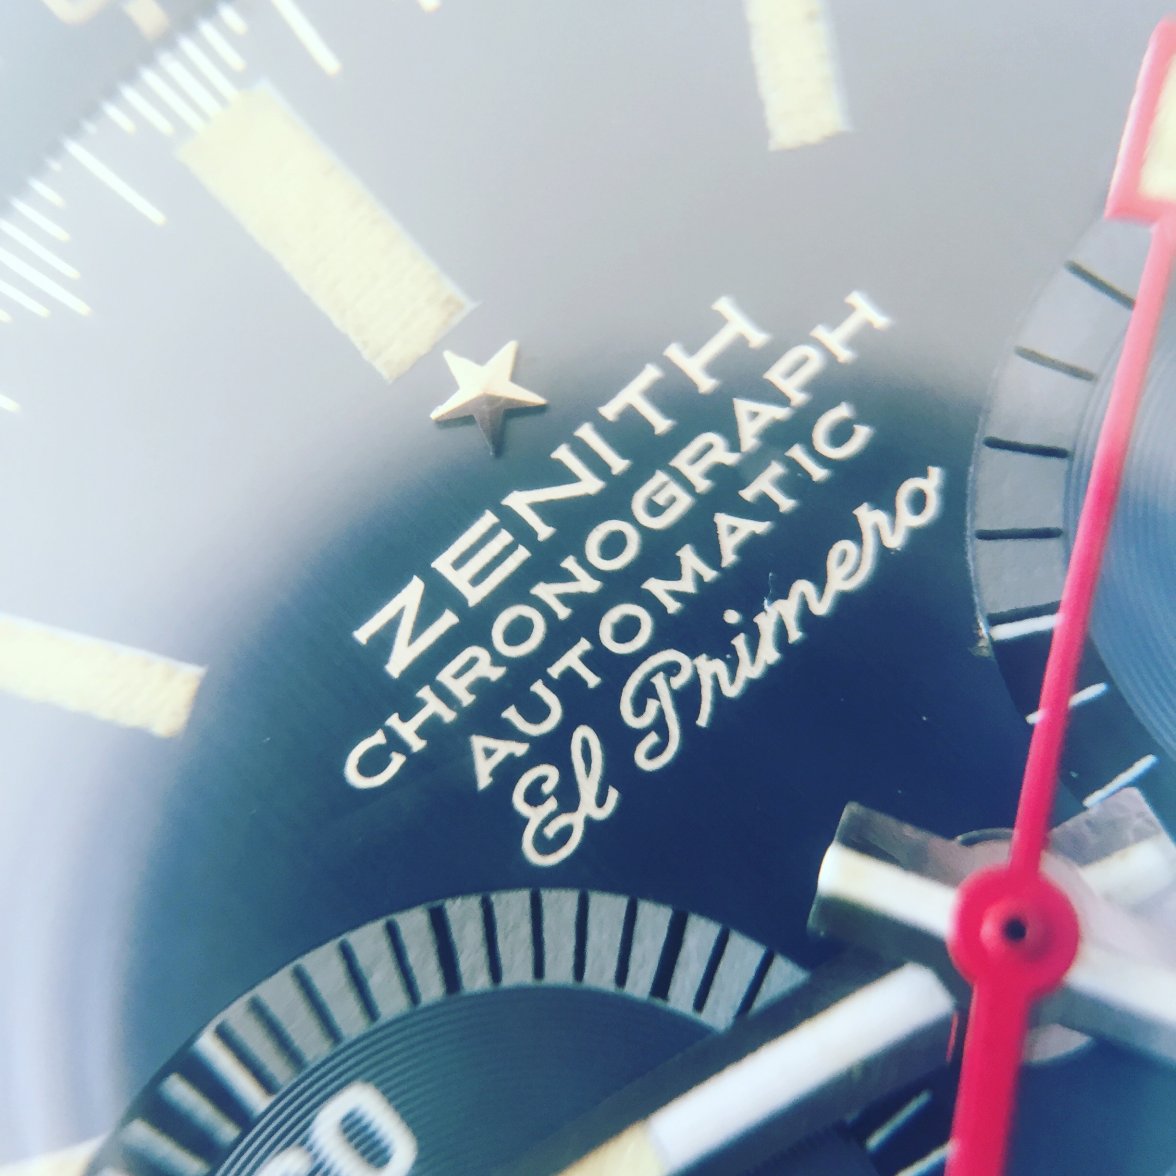 ZENITH
CHRONOGRAPH
AUTOMATIC
El Primero